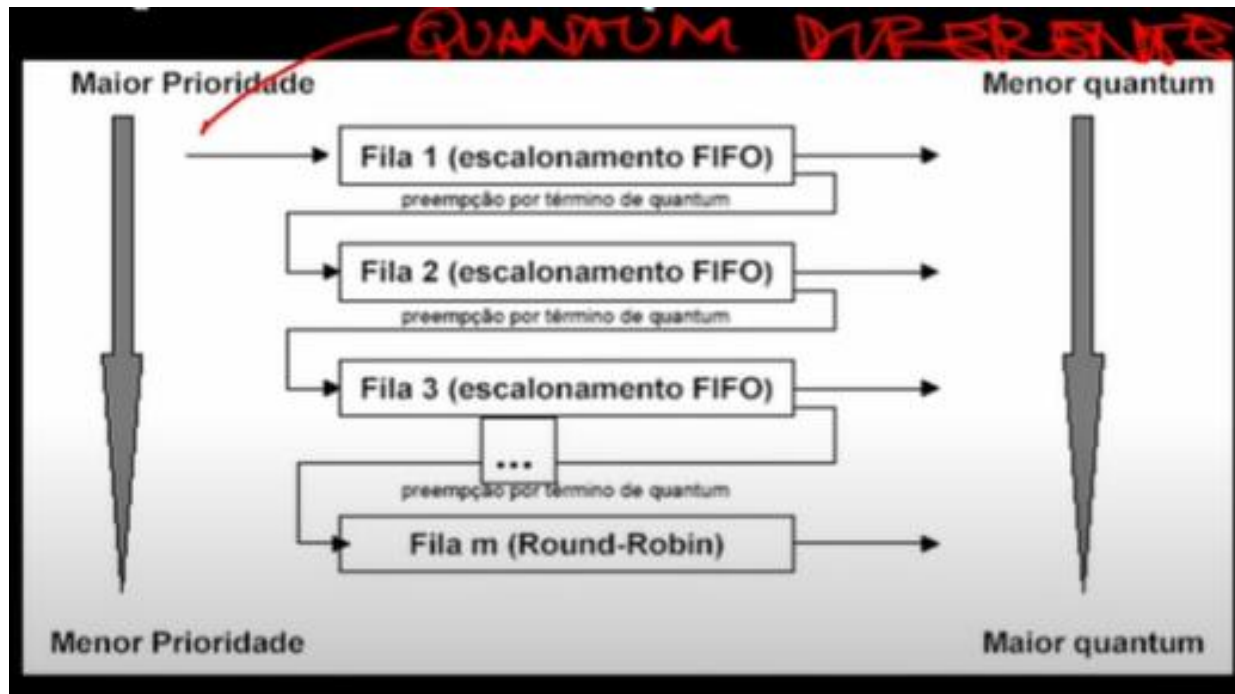 QUANTUM DIFERENTE
Maior Prioridade
Menor quantum
Fila 1 (escalonamento FIFO)
preempção por término de quantum
Fila 2 (escalonamento FIFO)
preempção por término de quantum
Fila 3 (escalonamento FIFO)
...
preempção por término de quantum
Fila m (Round-Robin)
Menor Prioridade
Maior quantum